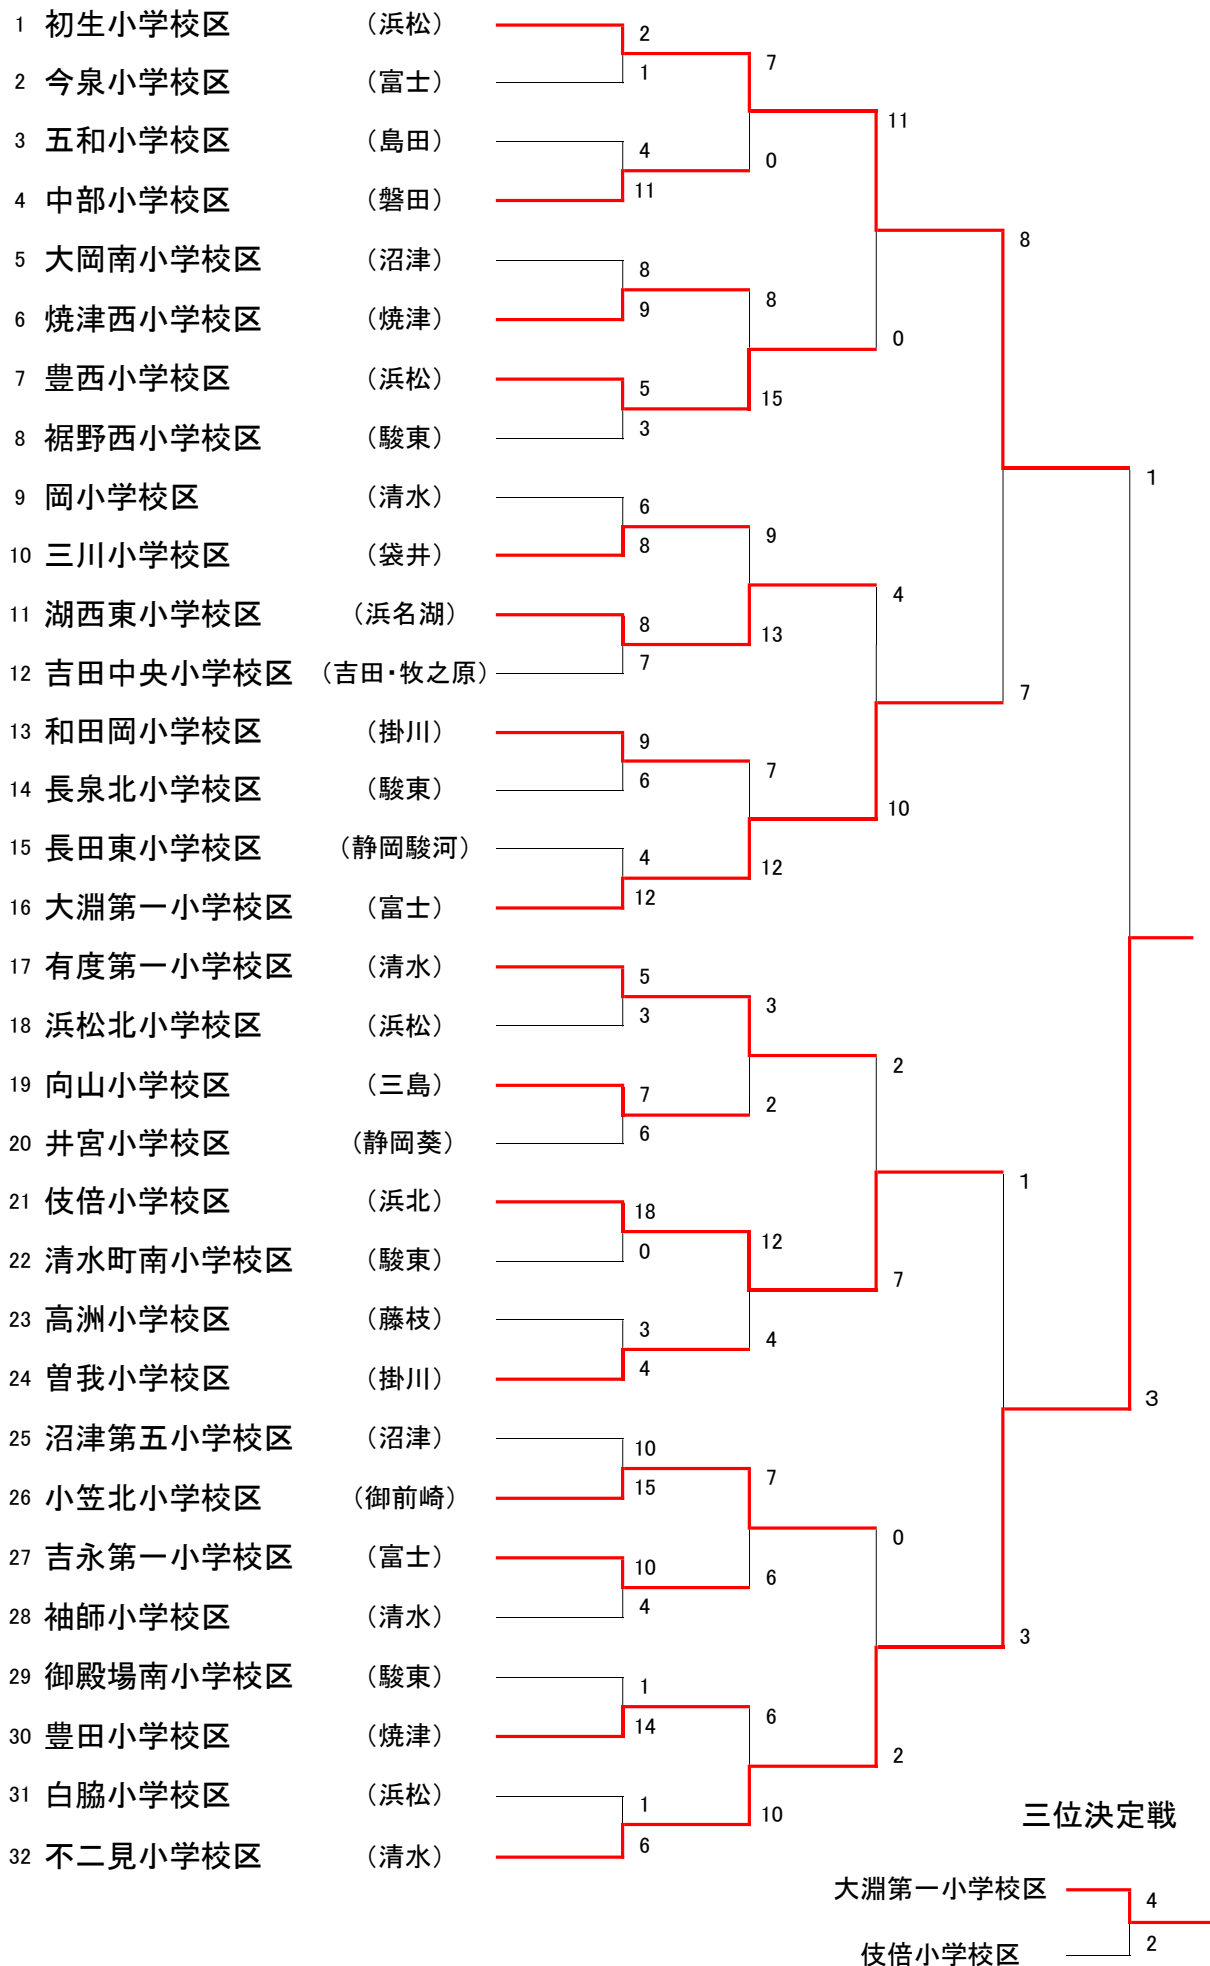 1 初生小学校区 （浜松）
2
7
1
2 今泉小学校区 （富士）
11
3 五和小学校区 （島田）
4
0
11
4 中部小学校区 （磐田）
8
5 大岡南小学校区 （沼津）
8
8
9
6 焼津西小学校区 （焼津）
0
7 豊西小学校区 （浜松）
5
15
3
8 裾野西小学校区 （駿東）
1
9 岡小学校区 （清水）
6
9
8
10 三川小学校区 （袋井）
4
11 湖西東小学校区 （浜名湖）
8
13
7
12 吉田中央小学校区 （吉田・牧之原）
7
13 和田岡小学校区 （掛川）
9
7
6
14 長泉北小学校区 （駿東）
10
15 長田東小学校区 （静岡駿河）
4
12
12
16 大淵第一小学校区 （富士）
17 有度第一小学校区 （清水）
5
3
3
18 浜松北小学校区 （浜松）
2
19 向山小学校区 （三島）
7
2
6
20 井宮小学校区 （静岡葵）
1
21 伎倍小学校区 （浜北）
18
12
0
22 清水町南小学校区 （駿東）
7
23 高洲小学校区 （藤枝）
3
4
4
24 曽我小学校区 （掛川）
3
25 沼津第五小学校区 （沼津）
10
7
15
26 小笠北小学校区 （御前崎）
0
27 吉永第一小学校区 （富士）
10
6
4
28 袖師小学校区 （清水）
3
29 御殿場南小学校区 （駿東）
1
6
14
30 豊田小学校区 （焼津）
2
31 白脇小学校区 （浜松）
1
10
6
32 不二見小学校区 （清水）
三位決定戦
大淵第一小学校区
4
2
伎倍小学校区